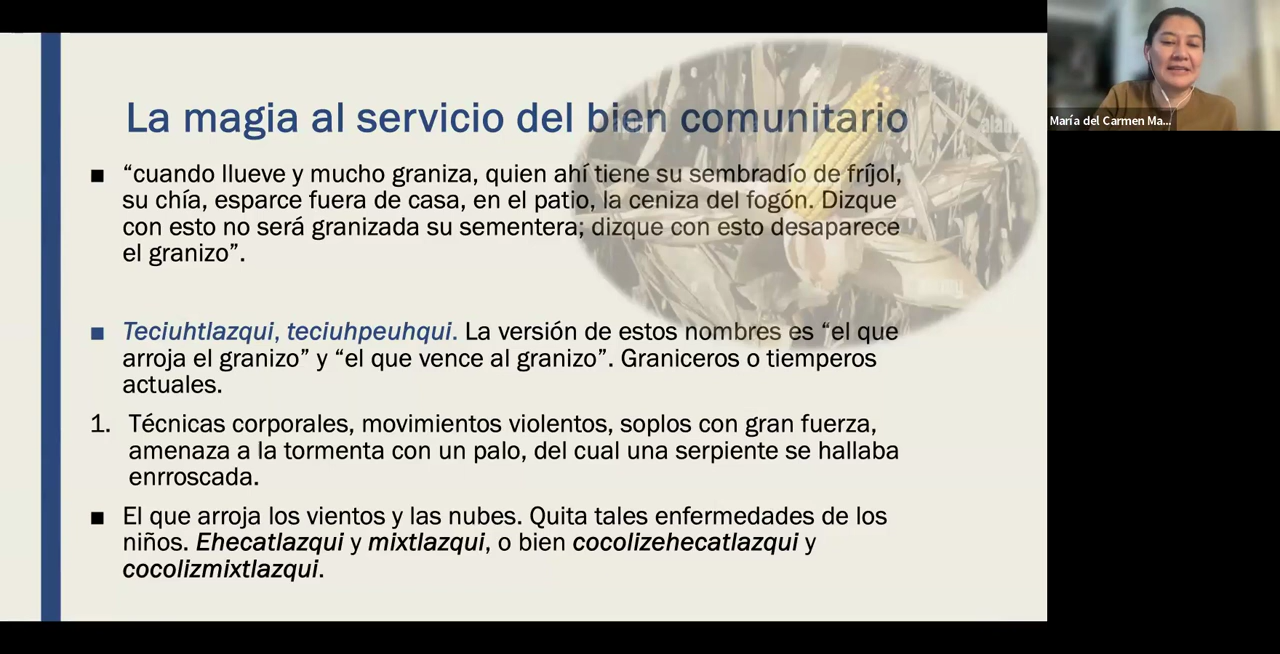 La magia al servicio del bien comunitario
■ “cuando llueve y mucho graniza, quien ahí tiene su sembradío de fríjol,
su chía, esparce fuera de casa, en el patio, la ceniza del fogón. Dizque
con esto no será granizada su sementera; dizque con esto desaparece
el granizo”.
■ Teciuhtlazqui, teciuhpeuhqui. La versión de estos nombres es “el que
arroja el granizo” y “el que vence al granizo”. Graniceros o tiemperos
actuales.
1. Técnicas corporales, movimientos violentos, soplos con gran fuerza,
amenaza a la tormenta con un palo, del cual una serpiente se hallaba
enrroscada.
■ El que arroja los vientos y las nubes. Quita tales enfermedades de los
niños. Ehecatlazqui y mixtlazqui, o bien cocolizehecatlazqui y
cocolizmixtlazqui.
María del Carmen Ma...